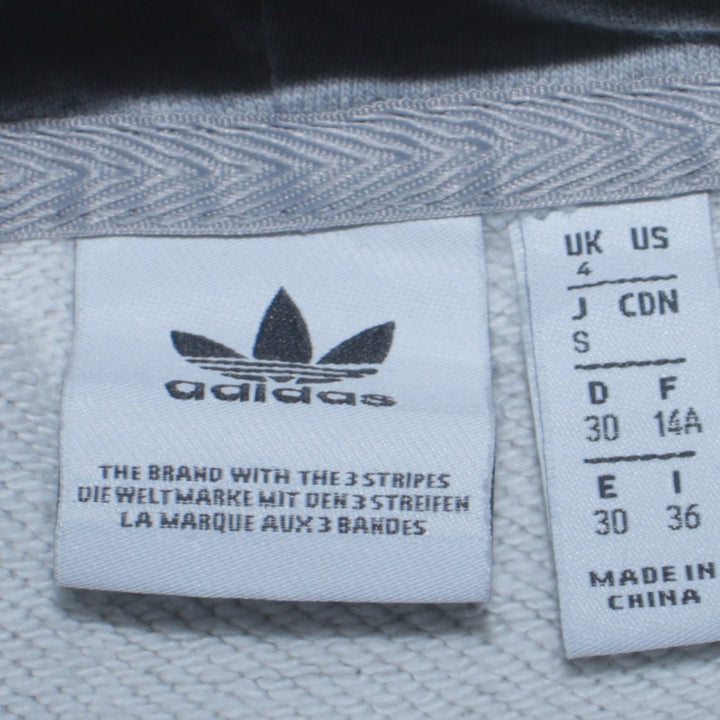 adidas
THE BRAND WITH THE 3 STRIPES
DIE WELTMARKE MIT DEN 3 STREIFEN
LA MARQUE AUX 3 BANDES
UK US
4
J CDN
S
D F
30 14A
E I
30 36
MADE IN
CHINA